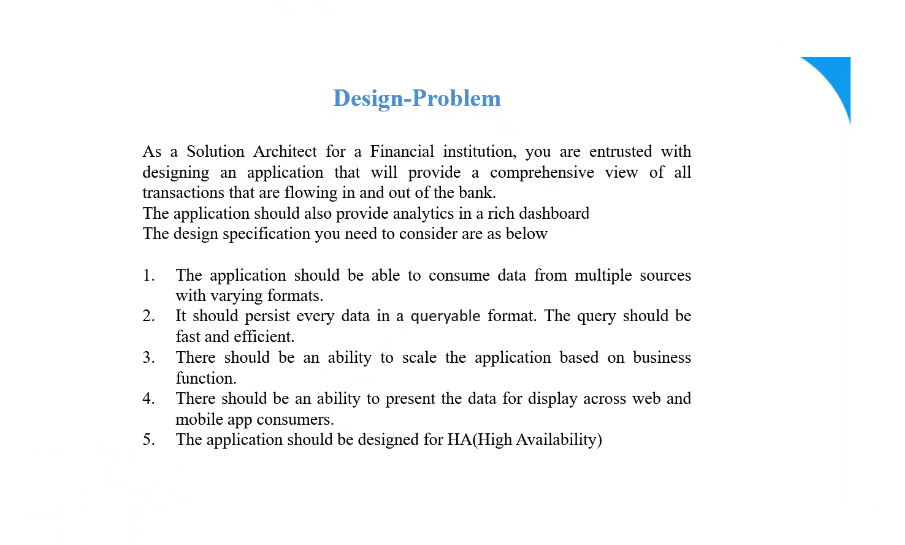 Design-Problem
As a Solution Architect for a Financial institution, you are entrusted with
designing an application that will provide a comprehensive view of all
transactions that are flowing in and out of the bank.
The application should also provide analytics in a rich dashboard
The design specification you need to consider are as below
1. The application should be able to consume data from multiple sources
with varying formats.
2. It should persist every data in a queryable format. The query should be
fast and efficient.
3. There should be an ability to scale the application based on business
function.
4. There should be an ability to present the data for display across web and
mobile app consumers.
5. The application should be designed for HA(High Availability)